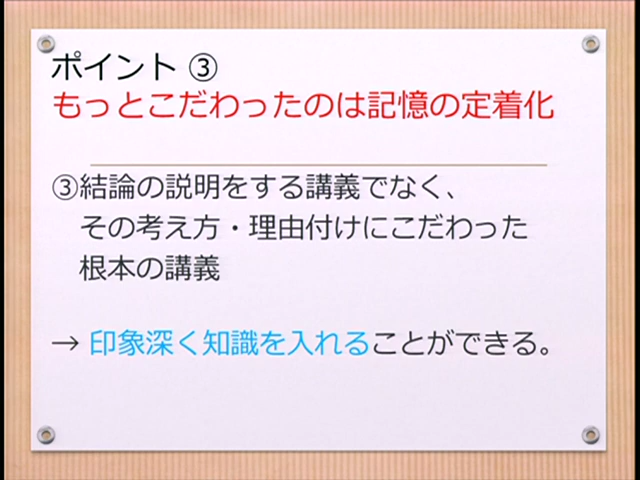 ポイント ③
もっとこだわったのは記憶の定着化
③結論の説明をする講義でなく、
その考え方・理由付けにこだわった
根本の講義
→ 印象深く知識を入れることができる。